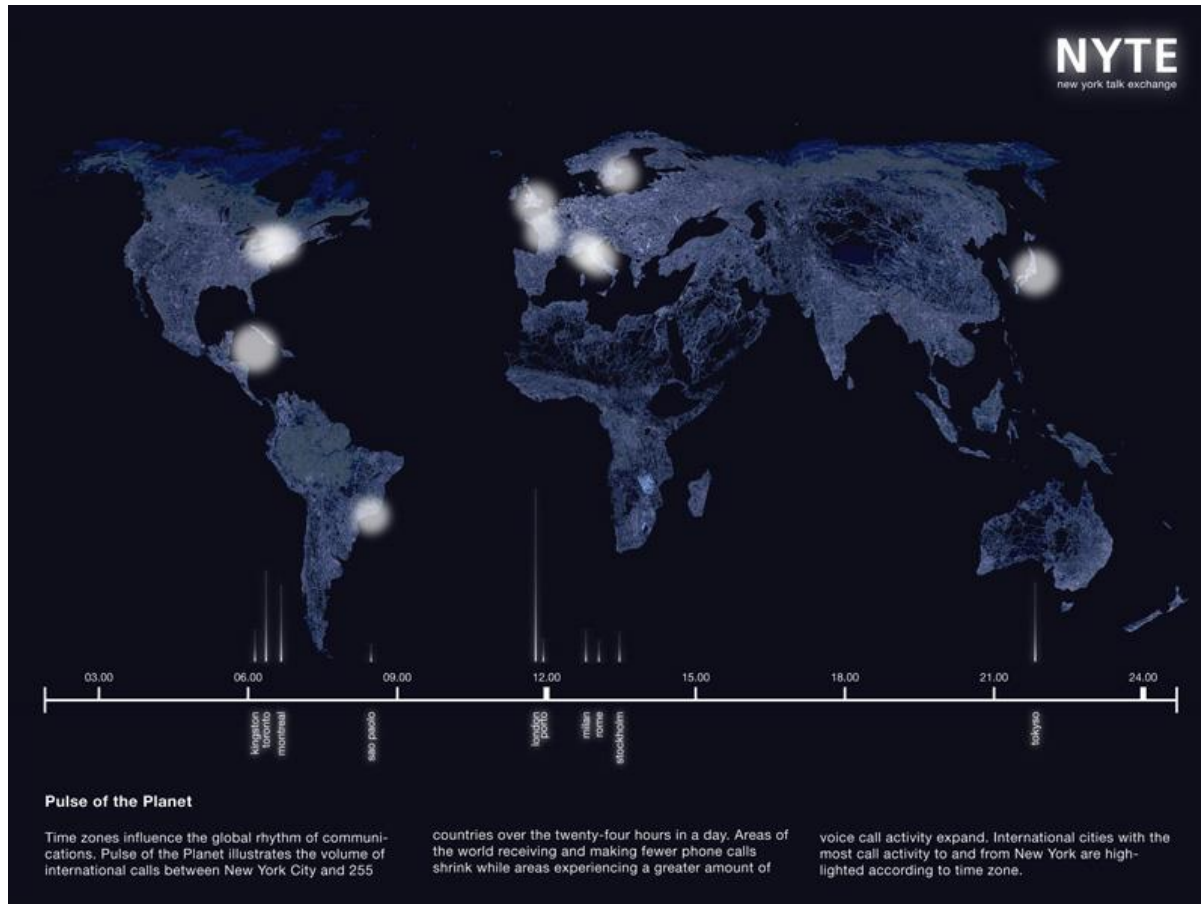 NYTE
new york talk exchange
03.00 06.00 09.00 12.00 15.00 18.00 21.00 24.00
kingston
toronto
montreal
sao paolo
london
porto
milan
rome
stockholm
tokyso
Pulse of the Planet
Time zones influence the global rhythm of communi-
cations. Pulse of the Planet illustrates the volume of
international calls between New York City and 255
countries over the twenty-four hours in a day. Areas of
the world receiving and making fewer phone calls
shrink while areas experiencing a greater amount of
voice call activity expand. International cities with the
most call activity to and from New York are high-
lighted according to time zone.